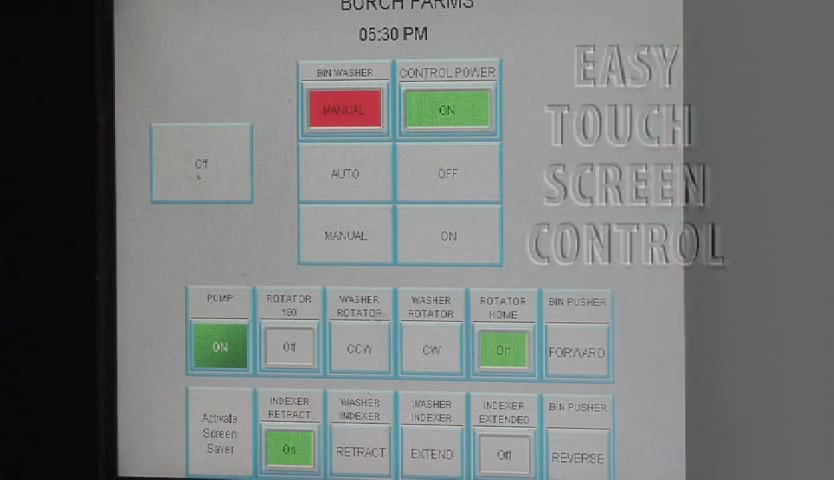 BURCH FARMS
05:30 PM
BIN WASHER
CONTROL POWER
MANUAL
ON
Off
AUTO
OFF
MANUAL
ON
EASY
TOUCH
SCREEN
CONTROL
PUMP
ON
ROTATOR
180
Off
WASHER
ROTATOR
CCW
WASHER
ROTATOR
CW
ROTATOR
HOME
On
BIN PUSHER
FORWARD
Activate
Screen
Saver
INDEXER
RETRACT
On
WASHER
INDEXER
RETRACT
WASHER
INDEXER
EXTEND
INDEXER
EXTENDED
Off
BIN PUSHER
REVERSE